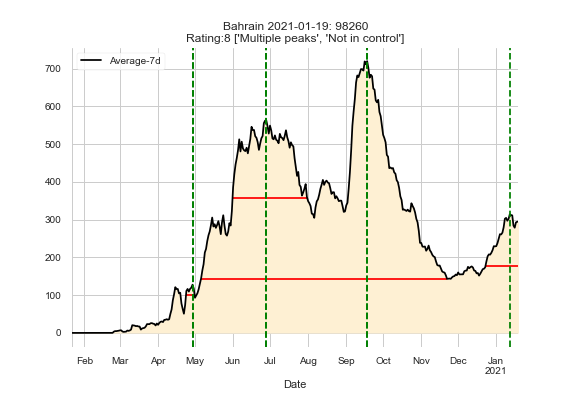 Bahrain 2021-01-19: 98260
Rating:8 ['Multiple peaks', 'Not in control']
Average-7d
700
600
500
400
300
200
100
0
Feb Mar Apr May Jun Jul Aug Sep Oct Nov Dec Jan
2021
Date